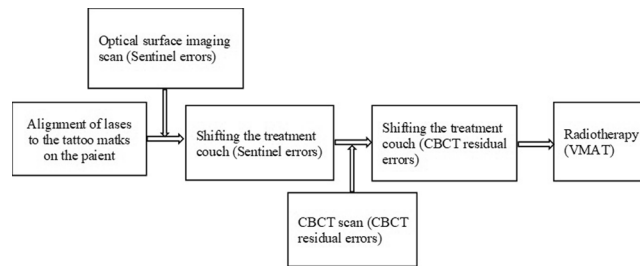 Optical surface imaging
scan (Sentinel errors)
Alignment of lases
to the tattoo matks
on the paient
Shifting the treatment
couch (Sentinel errors)
Shifting the treatment
couch (CBCT residual
errors)
Radiotherapy
(VMAT)
CBCT scan (CBCT
residual errors)